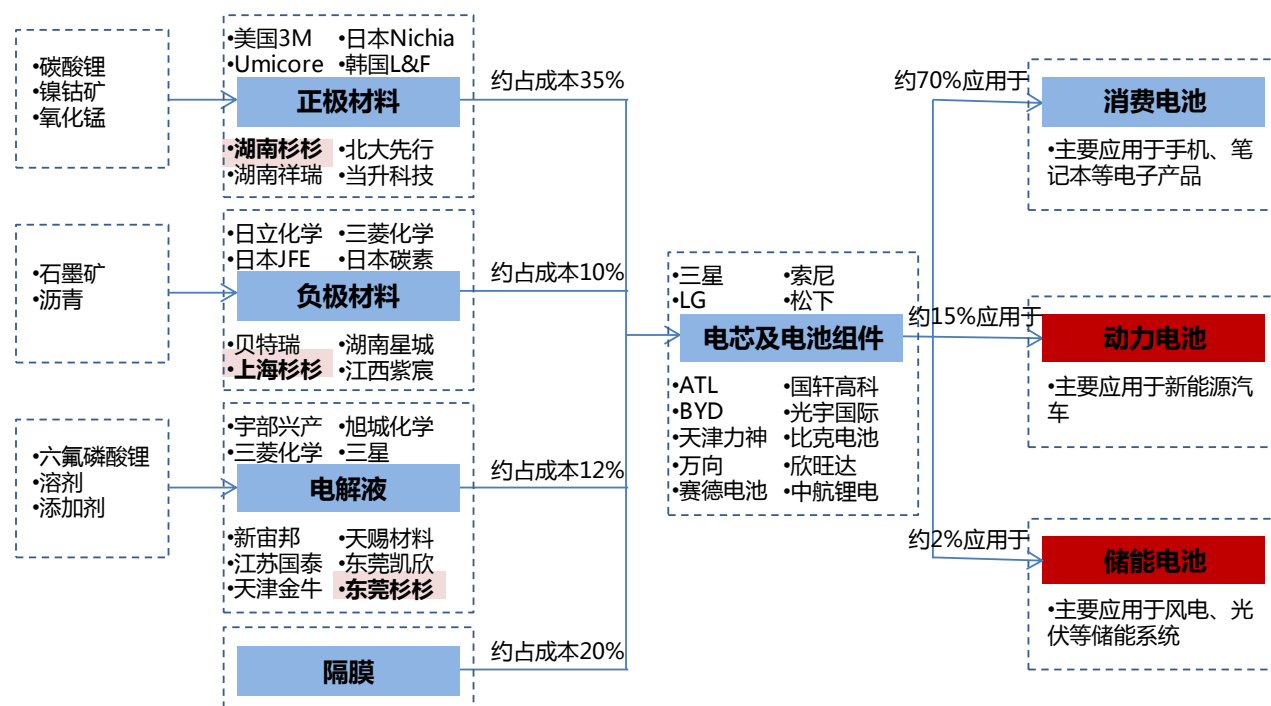 •碳酸锂
•镍钴矿
•氧化锰
•美国3M
•日本Nichia
•Umicore
•韩国L&F
正极材料
•湖南杉杉
•北大先行
•湖南祥瑞
•当升科技
约占成本35%
•石墨矿
•沥青
•日立化学
•三菱化学
•日本JFE
•日本碳素
负极材料
•贝特瑞
•湖南星城
•上海杉杉
•江西紫宸
约占成本10%
•六氟磷酸锂
•溶剂
•添加剂
•宇部兴产
•旭城化学
•三菱化学
•三星
电解液
•新宙邦
•天赐材料
•江苏国泰
•东莞凯欣
•天津金牛
•东莞杉杉
约占成本12%
隔膜
约占成本20%
•三星
•索尼
•LG
•松下
电芯及电池组件
•ATL
•国轩高科
•BYD
•光宇国际
•天津力神
•比克电池
•万向
•欣旺达
•赛德电池
•中航锂电
约70%应用于
消费电池
•主要应用于手机、笔
记本等电子产品
约15%应用于
动力电池
•主要应用于新能源汽
车
约2%应用于
储能电池
•主要应用于风电、光
伏等储能系统